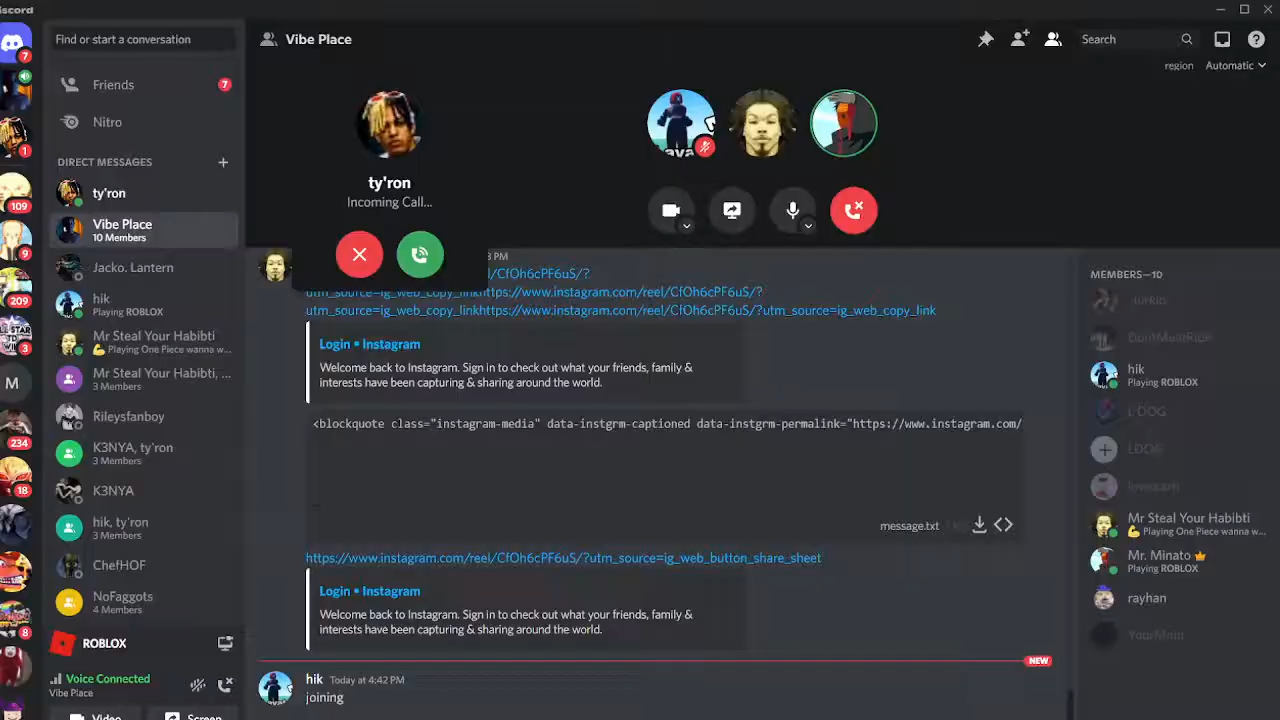 iscord
Find or start a conversation
Vibe Place
Search
region
Automatic
7
Friends
7
Nitro
DIRECT MESSAGES
1
ty'ron
109
Vibe Place
10 Members
9
Jacko. Lantern
209
hik
Playing ROBLOX
3
Mr Steal Your Habibti
💪 Playing One Piece wanna w...
M
Mr Steal Your Habibti, ...
3 Members
234
Rileysfanboy
K3NYA, ty'ron
3 Members
18
K3NYA
hik, ty'ron
3 Members
ChefHOF
NoFaggots
4 Members
8
ROBLOX
Voice Connected
Vibe Place
Video
Screen
ty'ron
Incoming Call...
PM
/CfOh6cPF6uS/?
utm_source=ig_web_copy_linkhttps://www.instagram.com/reel/CfOh6cPF6uS/?
utm_source=ig_web_copy_linkhttps://www.instagram.com/reel/CfOh6cPF6uS/?utm_source=ig_web_copy_link
Login • Instagram
Welcome back to Instagram. Sign in to check out what your friends, family &
interests have been capturing & sharing around the world.
<blockquote class="instagram-media" data-instgrm-captioned data-instgrm-permalink="https://www.instagram.com/
message.txt
https://www.instagram.com/reel/CfOh6cPF6uS/?utm_source=ig_web_button_share_sheet
Login • Instagram
Welcome back to Instagram. Sign in to check out what your friends, family &
interests have been capturing & sharing around the world.
NEW
hik Today at 4:42 PM
joining
MEMBERS—10
hik
Playing ROBLOX
L DOG
LDOG
Mr Steal Your Habibti
💪 Playing One Piece wanna w...
Mr. Minato
Playing ROBLOX
rayhan
YourMom